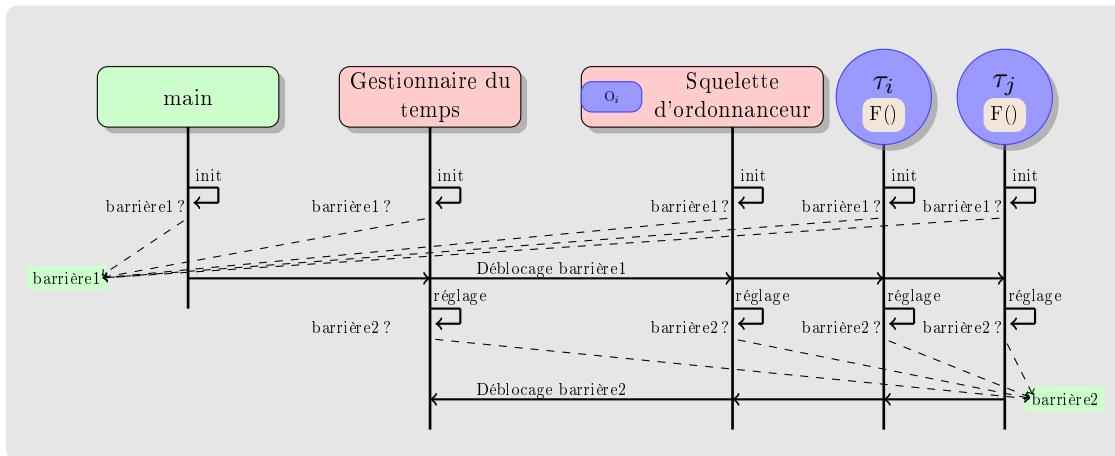 main
Gestionnaire du
temps
O_i
Squelette
d'ordonnanceur
τ_i
F()
τ_j
F()
init
init
init
init
init
barrière1 ?
barrière1 ?
barrière1 ?
barrière1 ?
barrière1 ?
barrière1
Déblocage barrière1
réglage
réglage
réglage
réglage
barrière2 ?
barrière2 ?
barrière2 ?
barrière2 ?
Déblocage barrière2
barrière2